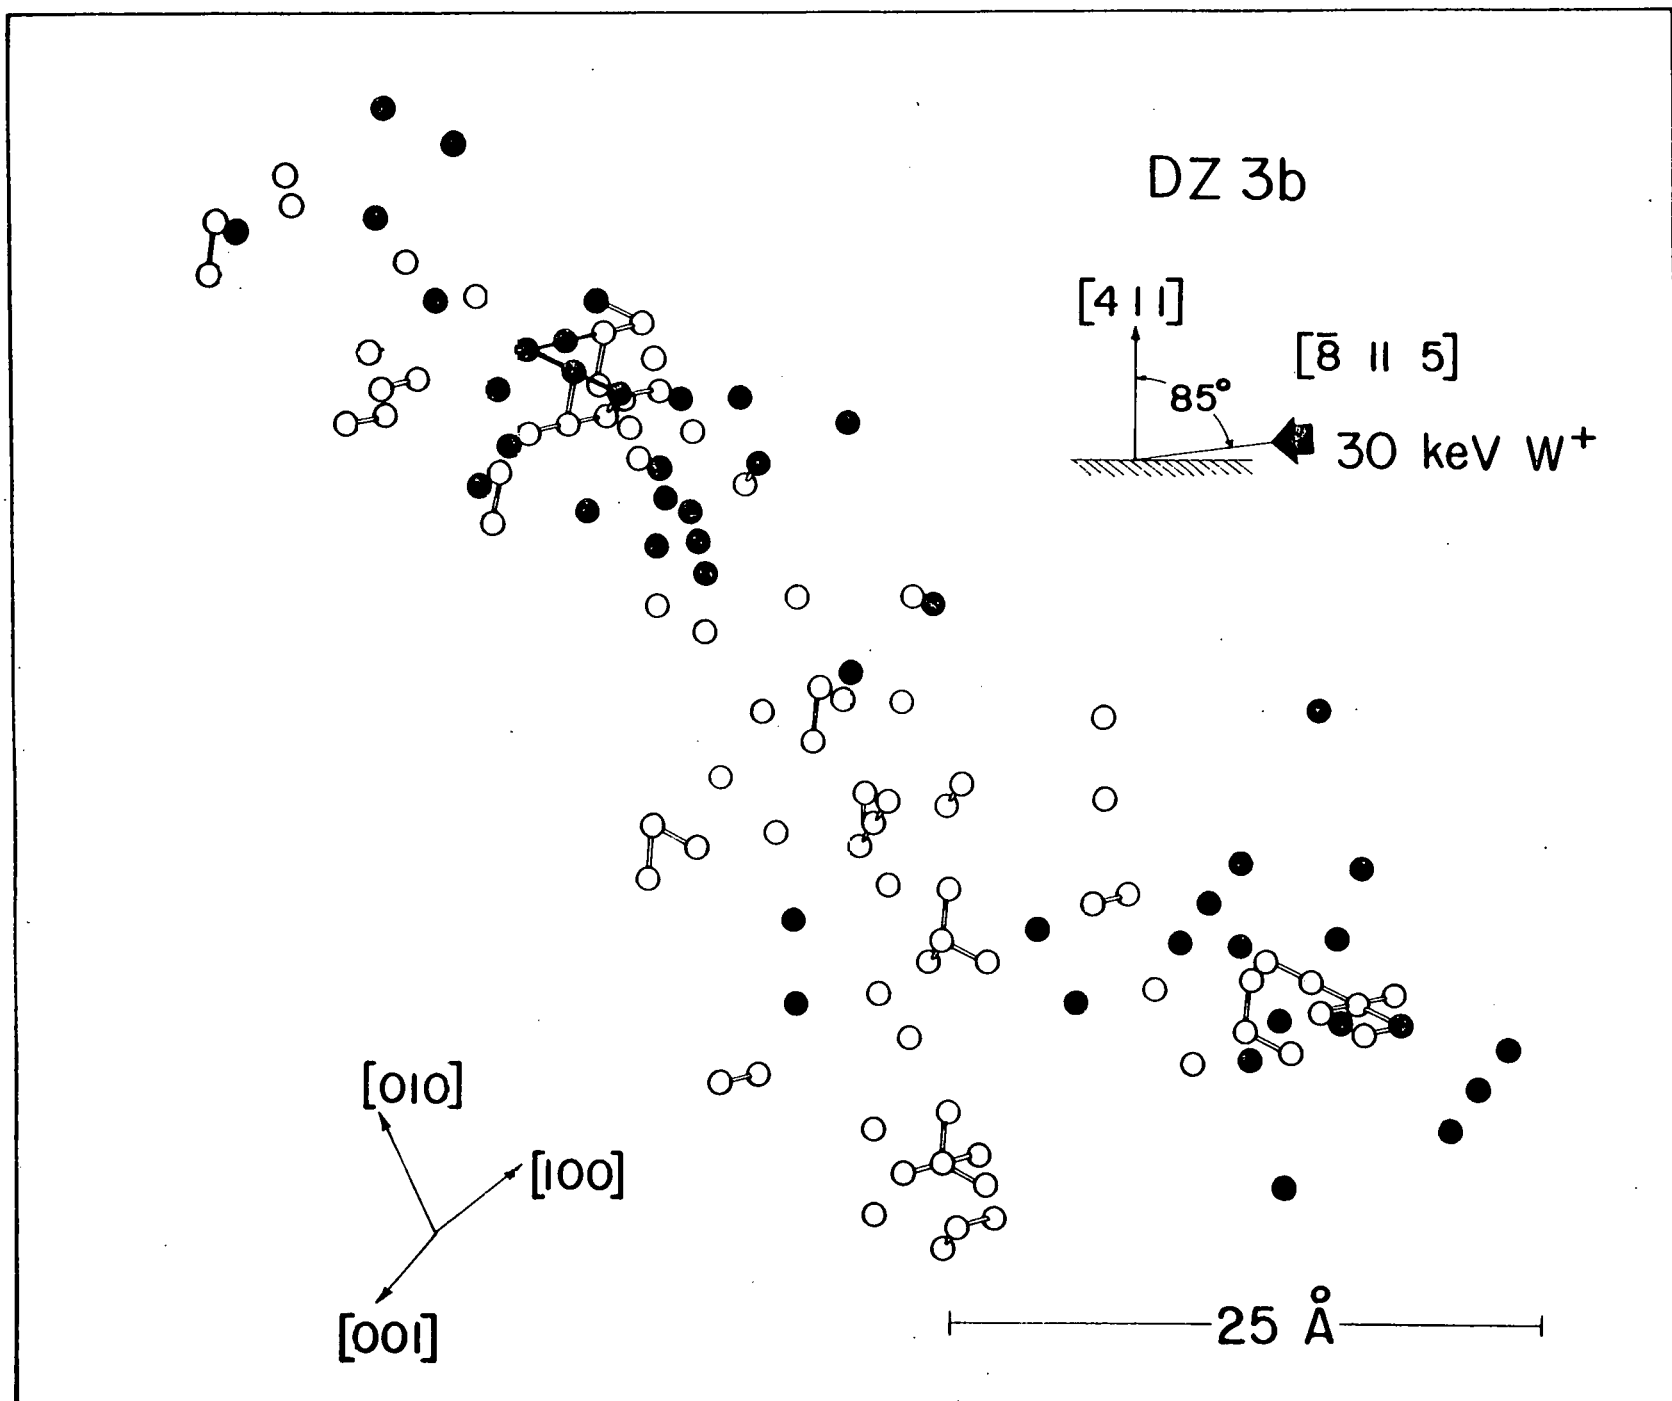 DZ 3b
[411]
[8̄ 11 5]
85°
30 keV W⁺
[010]
[100]
[001]
25 Å